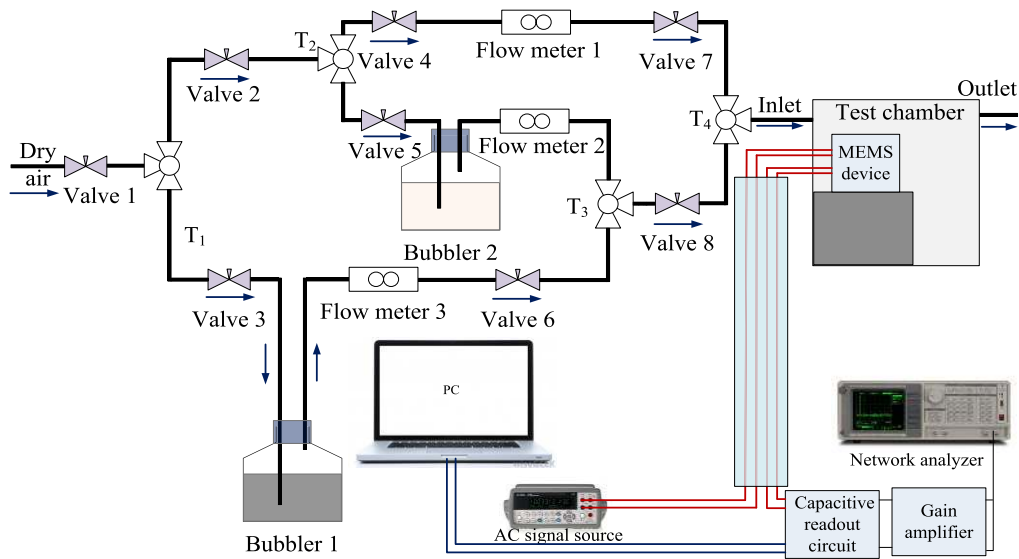 T2
Valve 4
Flow meter 1
Valve 7
Valve 2
Outlet
Inlet
Test chamber
T4
Dry
air
Valve 5
Flow meter 2
MEMS
device
Valve 1
T3
T1
Bubbler 2
Valve 8
Valve 3
Flow meter 3
Valve 6
PC
Network analyzer
AC signal source
Capacitive
readout
circuit
Gain
amplifier
Bubbler 1